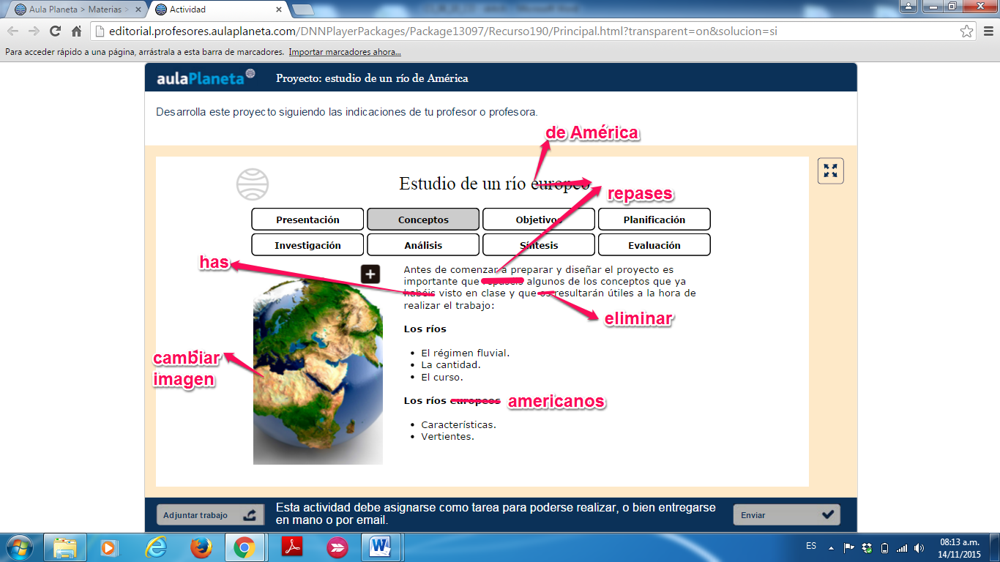 Aula Planeta > Materias >
Actividad
editorial.profesores.aulaplaneta.com/DNNPlayerPackages/Package13097/Recurso190/Principal.html?transparent=on&solucion=si
Para acceder rápido a una página, arrástrala a esta barra de marcadores. Importar marcadores ahora...
aulaPlaneta Proyecto: estudio de un río de América
Desarrolla este proyecto siguiendo las indicaciones de tu profesor o profesora.
de América
Estudio de un río europeo
repases
Presentación Conceptos Objetivos Planificación
Investigación Análisis Síntesis Evaluación
has
Antes de comenzar a preparar y diseñar el proyecto es
importante que repaséis algunos de los conceptos que ya
habéis visto en clase y que os resultarán útiles a la hora de
realizar el trabajo:
eliminar
Los ríos
cambiar
imagen
• El régimen fluvial.
• La cantidad.
• El curso.
Los ríos europeos americanos
• Características.
• Vertientes.
Adjuntar trabajo
Esta actividad debe asignarse como tarea para poderse realizar, o bien entregarse
en mano o por email.
Enviar
ES
08:13 a.m.
14/11/2015